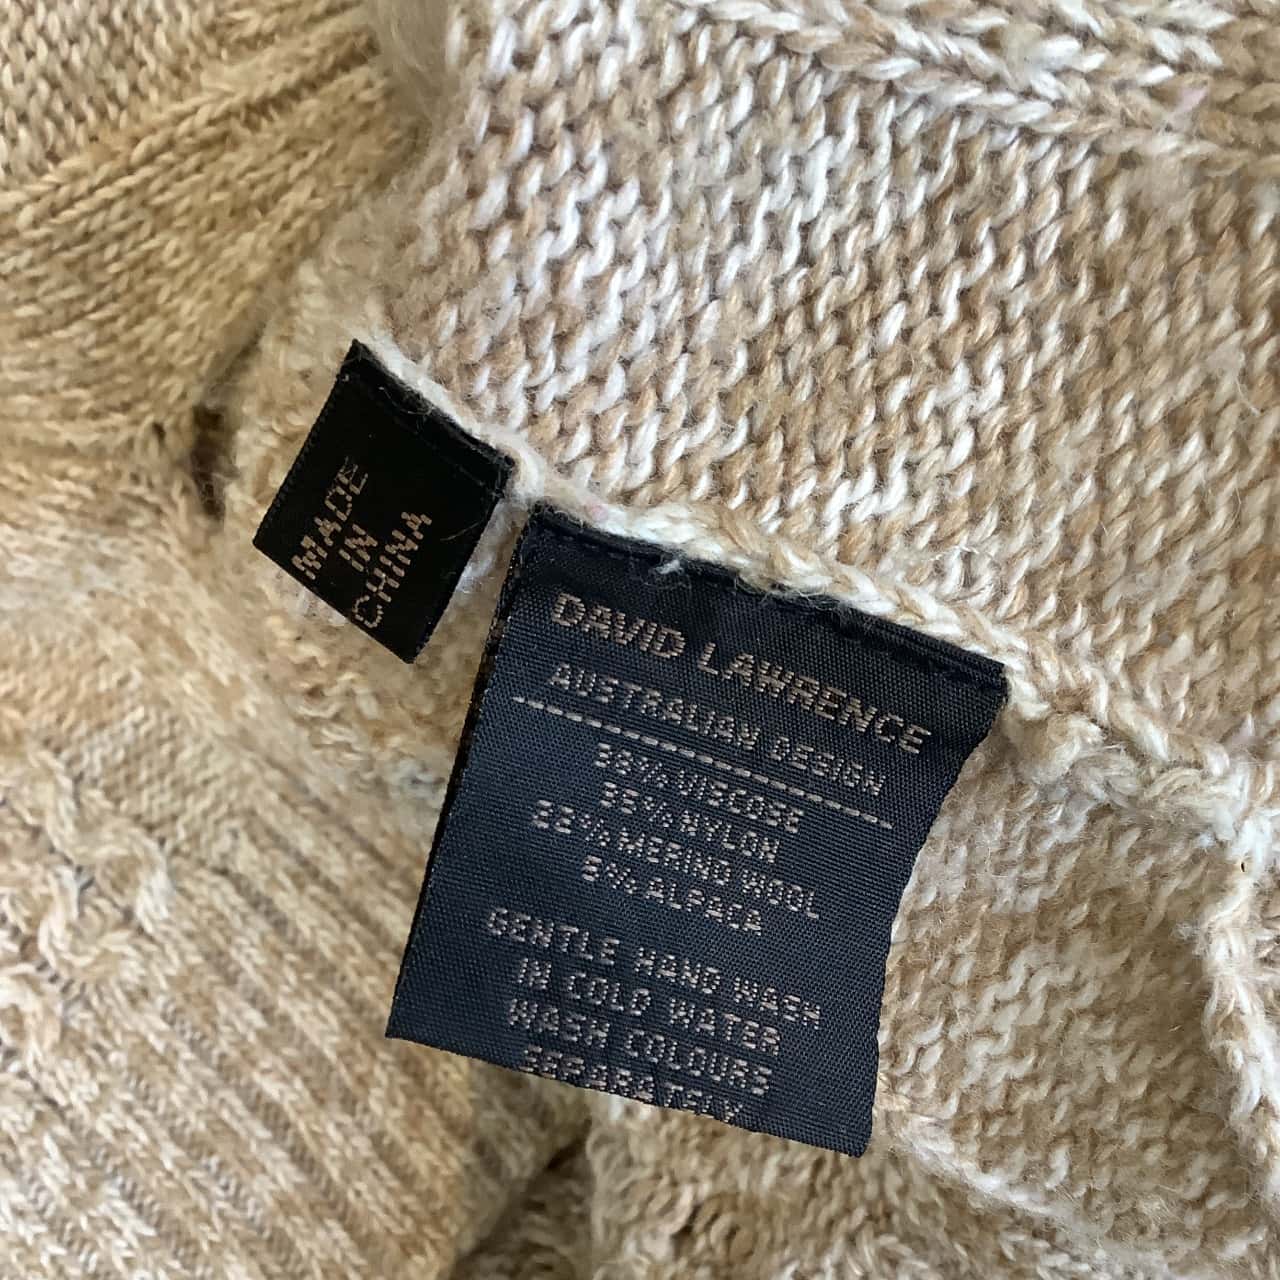 MADE
IN
CHINA
DAVID LAWRENCE
AUSTRALIAN DESIGN
38% VISCOSE
35% NYLON
22% MERINO WOOL
5% ALPACA
GENTLE HAND WASH
IN COLD WATER
WASH COLOURS
SEPARATELY